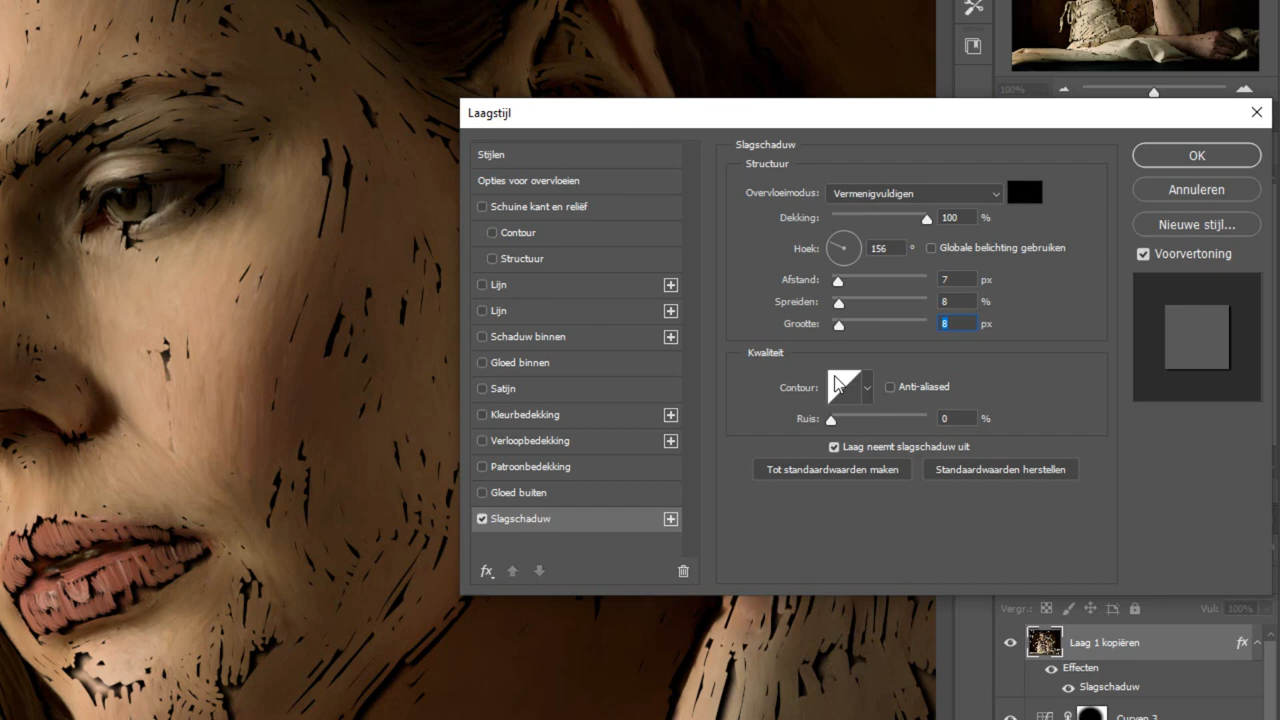 100%
Laagstijl
Stijlen
Opties voor overvloeien
Schuine kant en reliëf
Contour
Structuur
Lijn
Lijn
Schaduw binnen
Gloed binnen
Satijn
Kleurbedekking
Verloopbedekking
Patroonbedekking
Gloed buiten
Slagschaduw
fx
Slagschaduw
Structuur
Overvloeimodus: Vermenigvuldigen
Dekking: 100 %
Hoek: 156 ° Globale belichting gebruiken
Afstand: 7 px
Spreiden: 8 %
Grootte: 8 px
Kwaliteit
Contour: Anti-aliased
Ruis: 0 %
Laag neemt slagschaduw uit
Tot standaardwaarden maken Standaardwaarden herstellen
OK
Annuleren
Nieuwe stijl...
Voorvertoning
Vergr.: Vul: 100%
Laag 1 kopiëren fx
Effecten
Slagschaduw
Curven 3